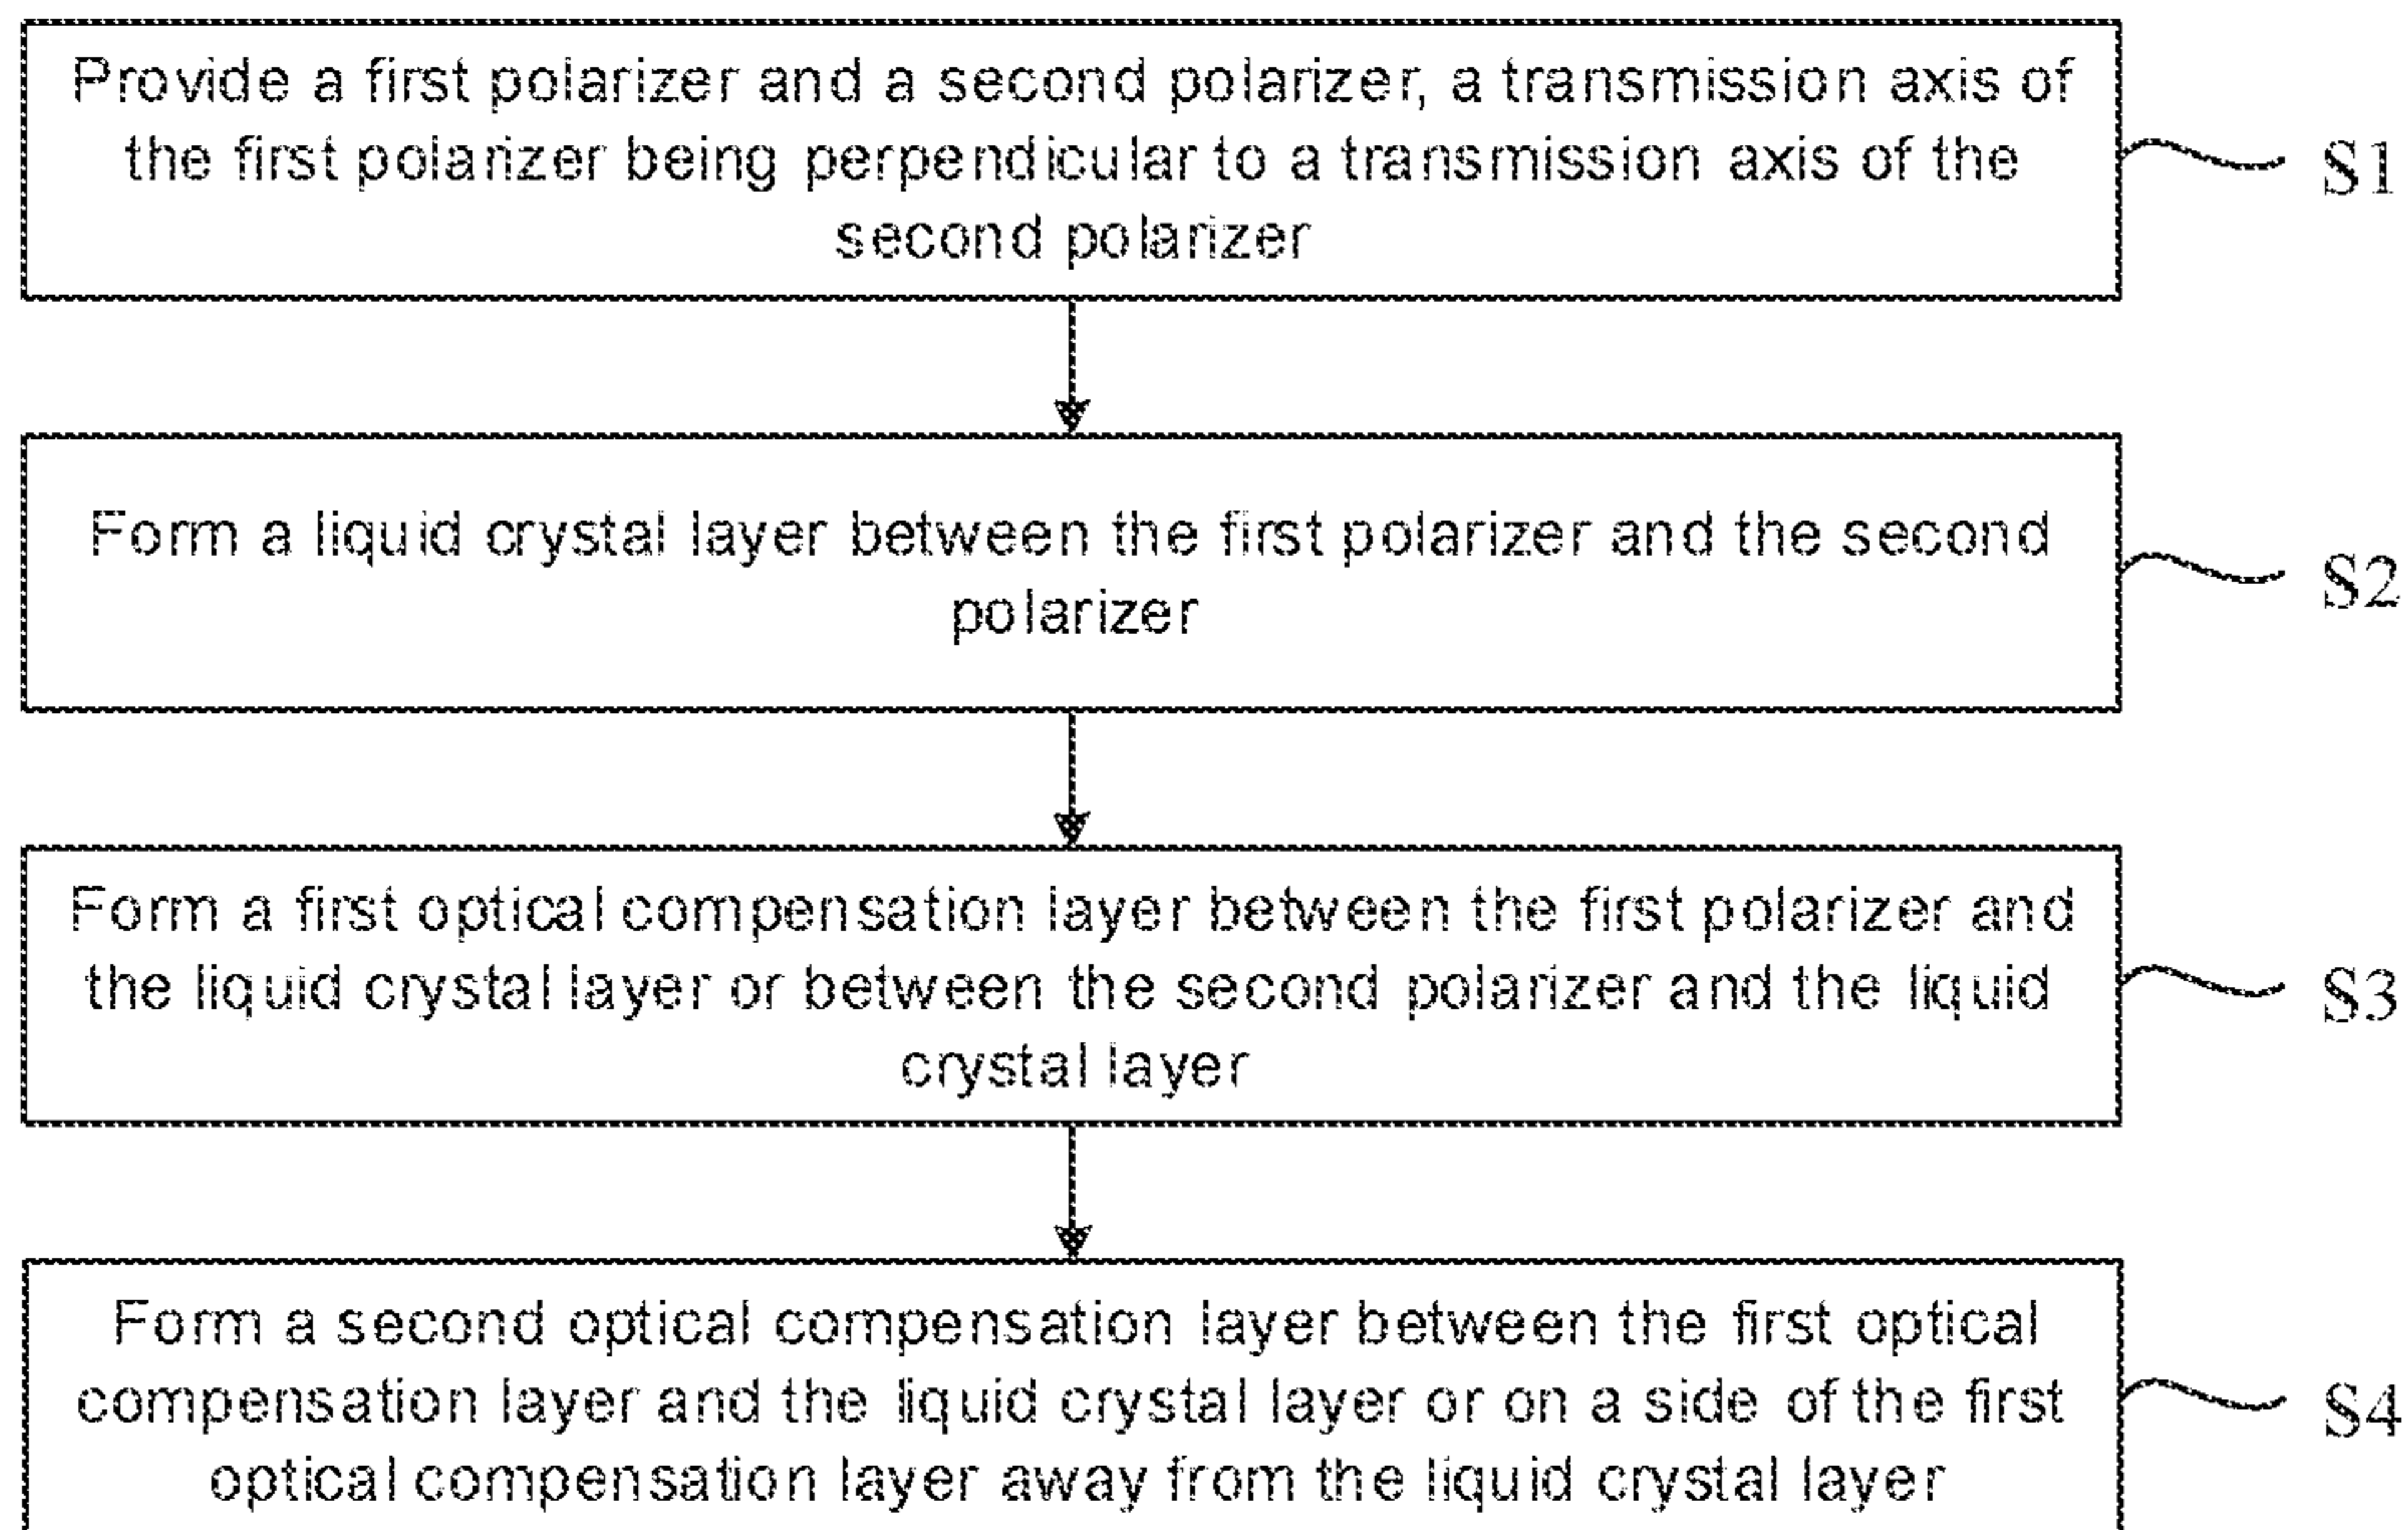 Provide a first polarizer and a second polarizer, a transmission axis of
the first polarizer being perpendicular to a transmission axis of the
second polarizer
S1
Form a liquid crystal layer between the first polarizer and the second
polarizer
S2
Form a first optical compensation layer between the first polarizer and
the liquid crystal layer or between the second polarizer and the liquid
crystal layer
S3
Form a second optical compensation layer between the first optical
compensation layer and the liquid crystal layer or on a side of the first
optical compensation layer away from the liquid crystal layer
S4